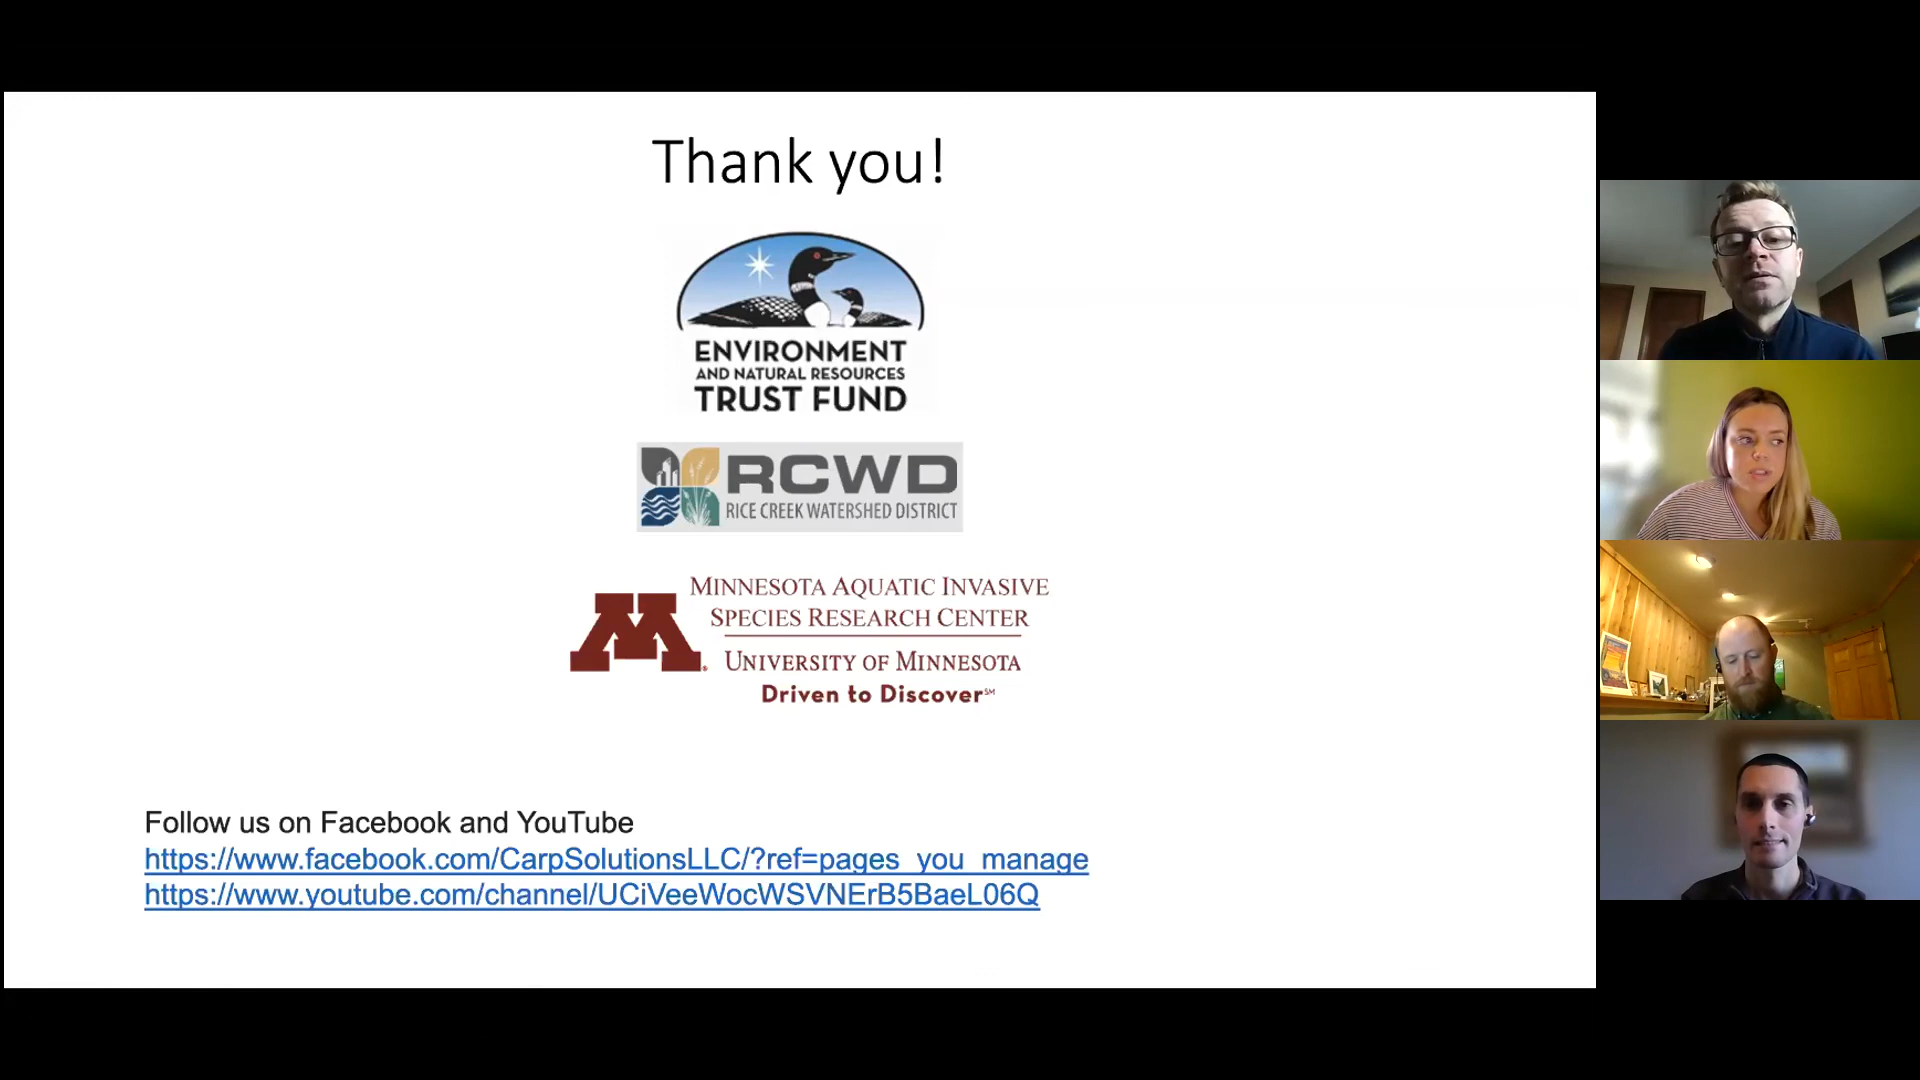 Thank you!
ENVIRONMENT
AND NATURAL RESOURCES
TRUST FUND
RCWD
RICE CREEK WATERSHED DISTRICT
MINNESOTA AQUATIC INVASIVE
SPECIES RESEARCH CENTER
UNIVERSITY OF MINNESOTA
Driven to Discover℠
Follow us on Facebook and YouTube
https://www.facebook.com/CarpSolutionsLLC/?ref=pages_you_manage
https://www.youtube.com/channel/UCiVeeWocWSVNErB5BaeL06Q